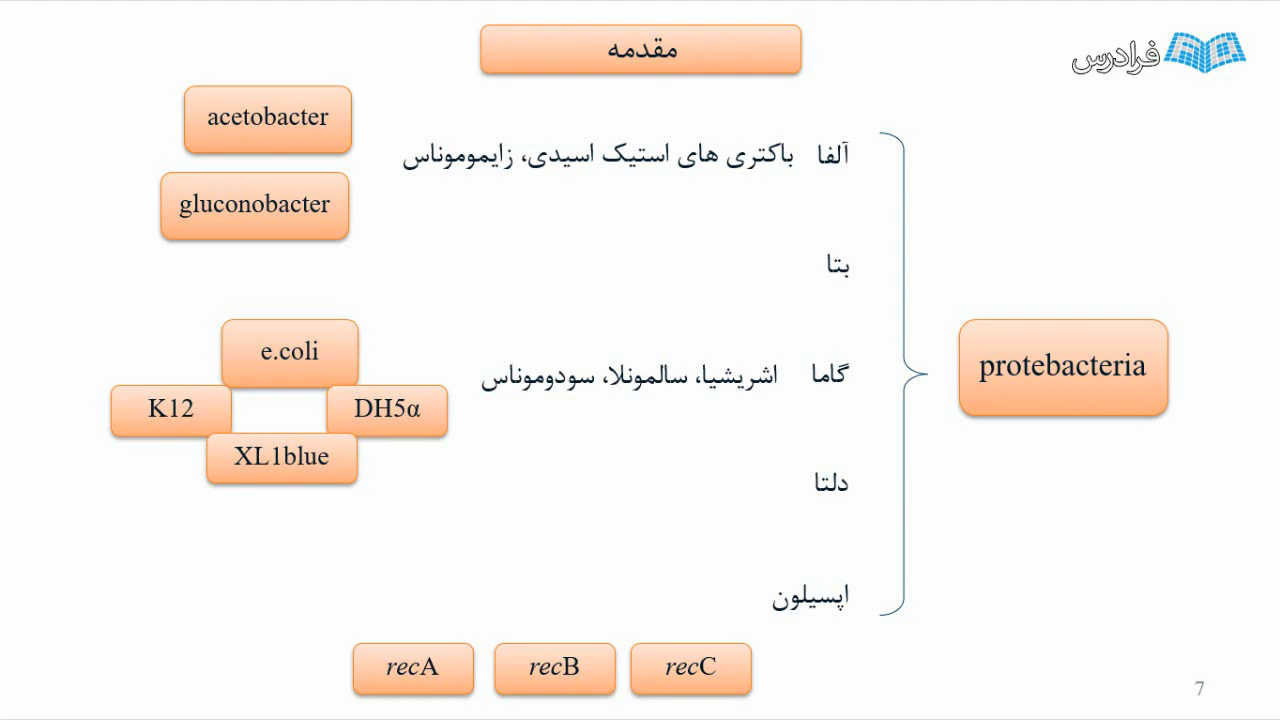 مقدمه
فرادرس
acetobacter
gluconobacter
آلفا باکتری های استیک اسیدی، زایموموناس
بتا
گاما اشریشیا، سالمونلا، سودوموناس
دلتا
اپسیلون
protebacteria
e.coli
K12
DH5α
XL1blue
recA
recB
recC
7